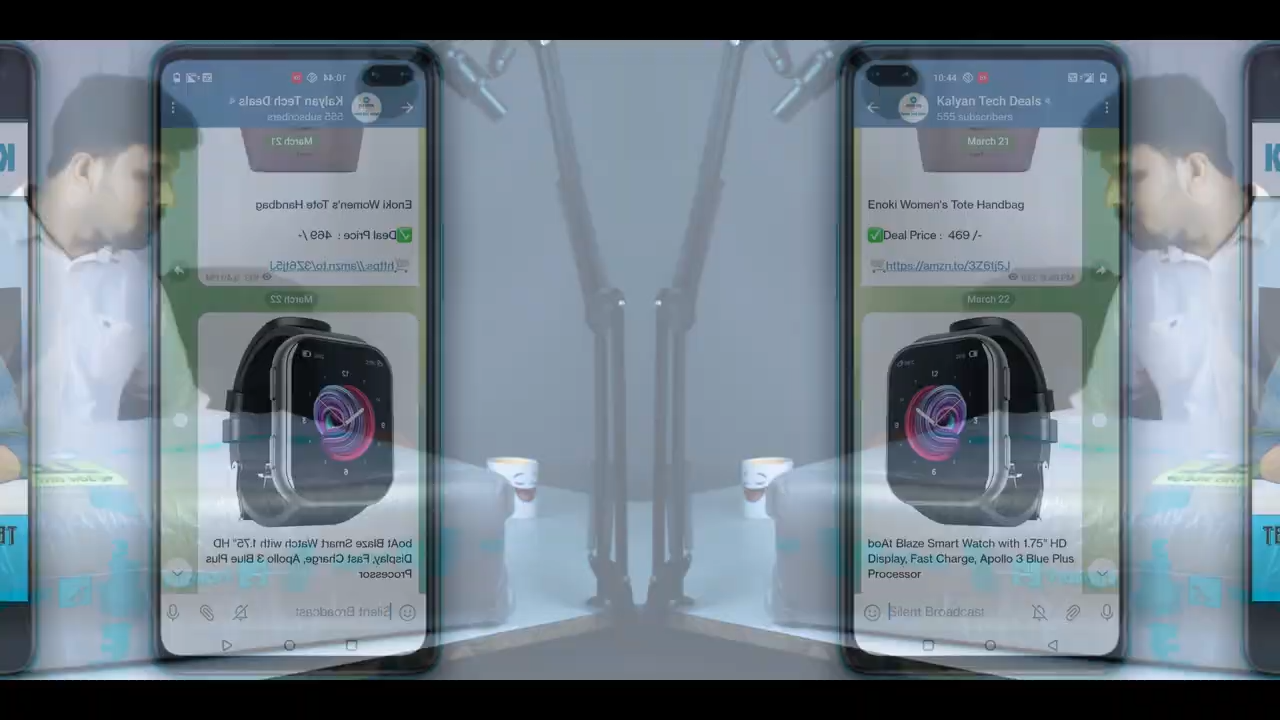 10:44
Kalyan Tech Deals
555 subscribers
March 21
Enoki Women's Tote Handbag
✅Deal Price : 469 /-
🛒https://amzn.to/3Z6tj5J
March 22
boAt Blaze Smart Watch with 1.75" HD
Display, Fast Charge, Apollo 3 Blue Plus
Processor
Silent Broadcast